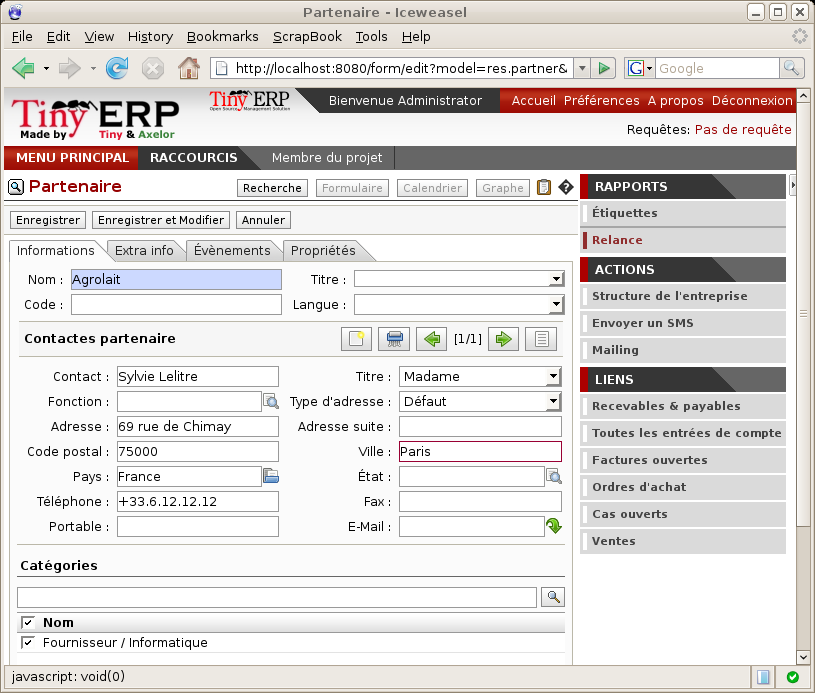 Partenaire - Iceweasel
File Edit View History Bookmarks ScrapBook Tools Help
http://localhost:8080/form/edit?model=res.partner& G Google
Tiny ERP
Made by Tiny & Axelor
Tiny ERP
Open Source Management Solution
Bienvenue Administrator Accueil Préférences A propos Déconnexion
Requêtes: Pas de requête
MENU PRINCIPAL RACCOURCIS Membre du projet
Partenaire Recherche Formulaire Calendrier Graphe ?
Enregistrer Enregistrer et Modifier Annuler
Informations Extra info Évènements Propriétés
Nom : Agrolait Titre :
Code : Langue :
Contactes partenaire [1/1]
Contact : Sylvie Lelitre Titre : Madame
Fonction : Type d'adresse : Défaut
Adresse : 69 rue de Chimay Adresse suite :
Code postal : 75000 Ville : Paris
Pays : France État :
Téléphone : +33.6.12.12.12 Fax :
Portable : E-Mail :
Catégories
Nom
Fournisseur / Informatique
RAPPORTS
Étiquettes
Relance
ACTIONS
Structure de l'entreprise
Envoyer un SMS
Mailing
LIENS
Recevables & payables
Toutes les entrées de compte
Factures ouvertes
Ordres d'achat
Cas ouverts
Ventes
javascript: void(0)